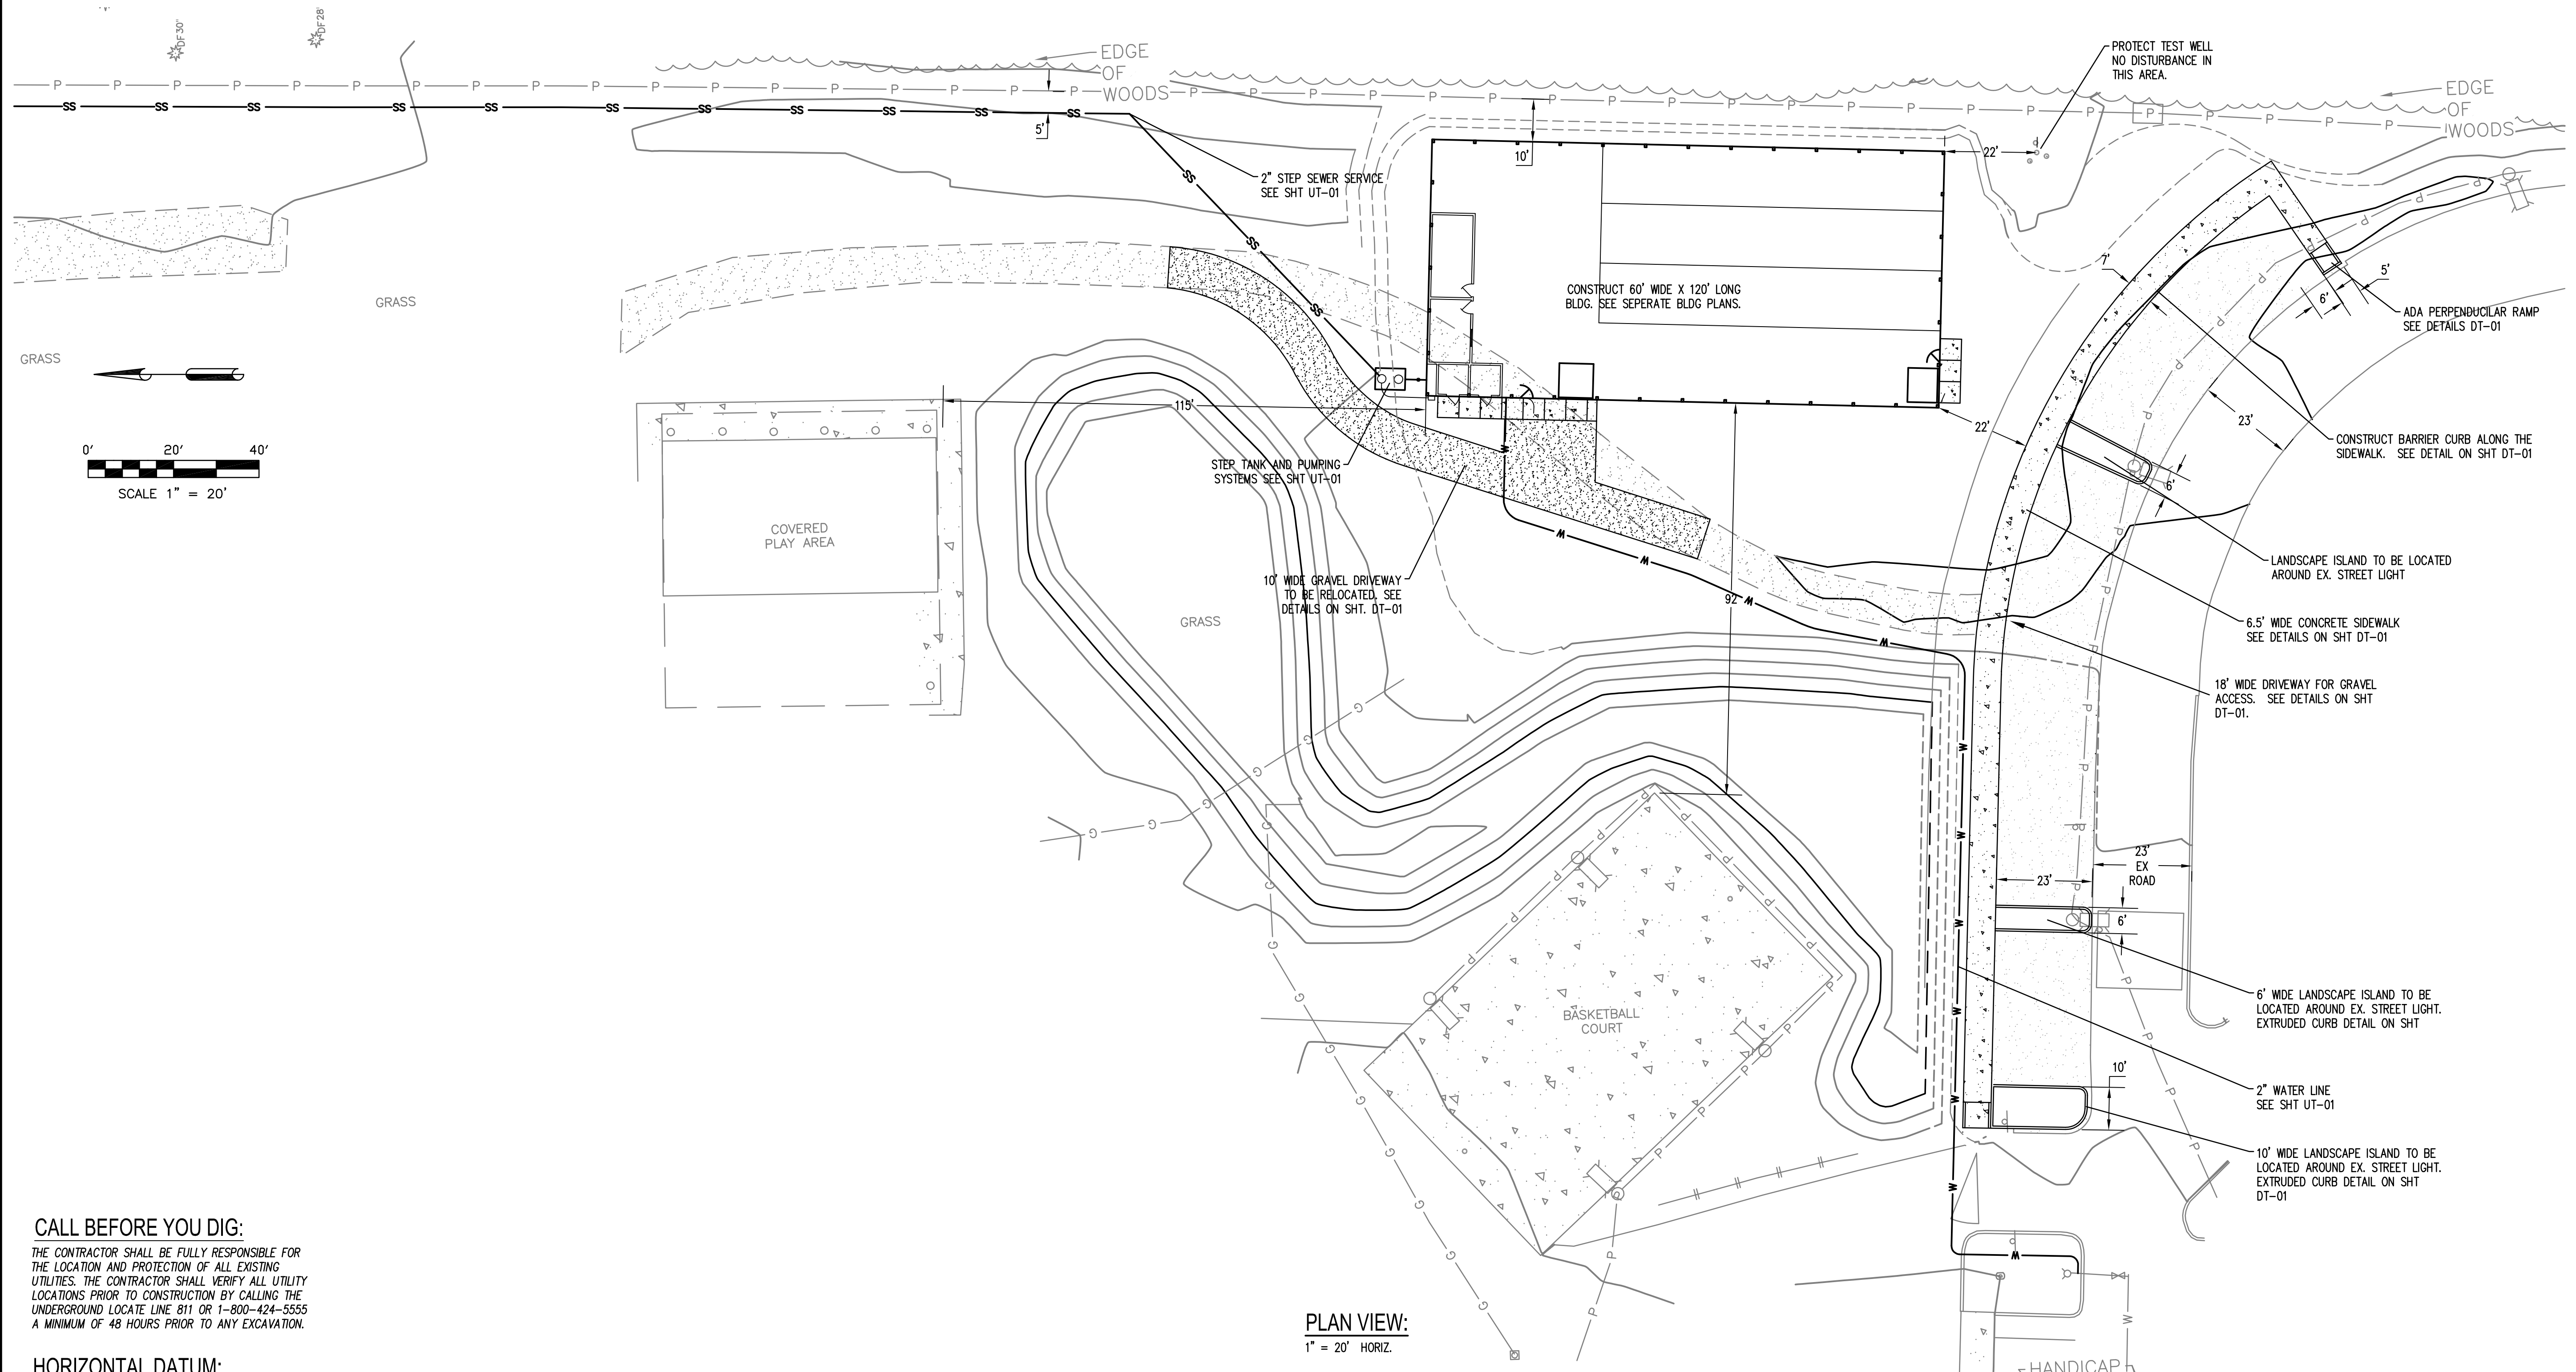 DF30"
DF28"
EDGE
OF
WOODS
PROTECT TEST WELL
NO DISTURBANCE IN
THIS AREA.
EDGE
OF
WOODS
5'
10'
22'
2" STEP SEWER SERVICE
SEE SHT UT-01
7'
5'
6'
CONSTRUCT 60' WIDE X 120' LONG
BLDG. SEE SEPERATE BLDG PLANS.
ADA PERPENDUCILAR RAMP
SEE DETAILS DT-01
GRASS
GRASS
115'
22'
23'
0' 20' 40'
SCALE 1" = 20'
STEP TANK AND PUMPING
SYSTEMS SEE SHT UT-01
CONSTRUCT BARRIER CURB ALONG THE
SIDEWALK. SEE DETAIL ON SHT DT-01
6'
COVERED
PLAY AREA
LANDSCAPE ISLAND TO BE LOCATED
AROUND EX. STREET LIGHT
10' WIDE GRAVEL DRIVEWAY
TO BE RELOCATED. SEE
DETAILS ON SHT. DT-01
92'
GRASS
6.5' WIDE CONCRETE SIDEWALK
SEE DETAILS ON SHT DT-01
18' WIDE DRIVEWAY FOR GRAVEL
ACCESS. SEE DETAILS ON SHT
DT-01.
23'
EX
ROAD
23'
6'
BASKETBALL
COURT
6' WIDE LANDSCAPE ISLAND TO BE
LOCATED AROUND EX. STREET LIGHT.
EXTRUDED CURB DETAIL ON SHT
10'
2" WATER LINE
SEE SHT UT-01
10' WIDE LANDSCAPE ISLAND TO BE
LOCATED AROUND EX. STREET LIGHT.
EXTRUDED CURB DETAIL ON SHT
DT-01
CALL BEFORE YOU DIG:
THE CONTRACTOR SHALL BE FULLY RESPONSIBLE FOR
THE LOCATION AND PROTECTION OF ALL EXISTING
UTILITIES. THE CONTRACTOR SHALL VERIFY ALL UTILITY
LOCATIONS PRIOR TO CONSTRUCTION BY CALLING THE
UNDERGROUND LOCATE LINE 811 OR 1-800-424-5555
A MINIMUM OF 48 HOURS PRIOR TO ANY EXCAVATION.
PLAN VIEW:
1" = 20' HORIZ.
HORIZONTAL DATUM:
HANDICAP